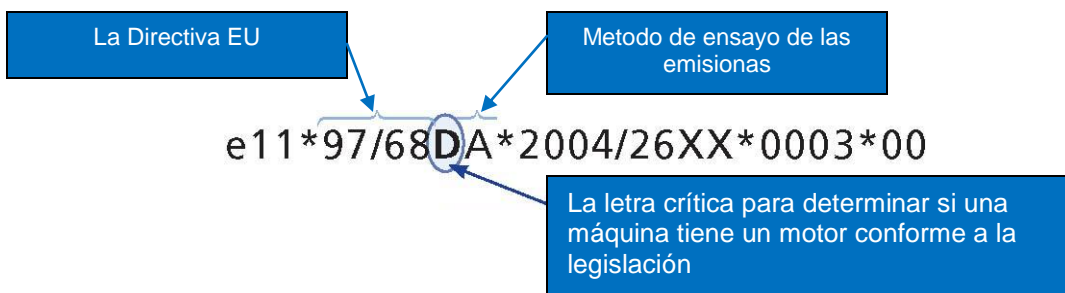 La Directiva EU
Metodo de ensayo de las
emisionas
e11*97/68DA*2004/26XX*0003*00
La letra crítica para determinar si una
máquina tiene un motor conforme a la
legislación